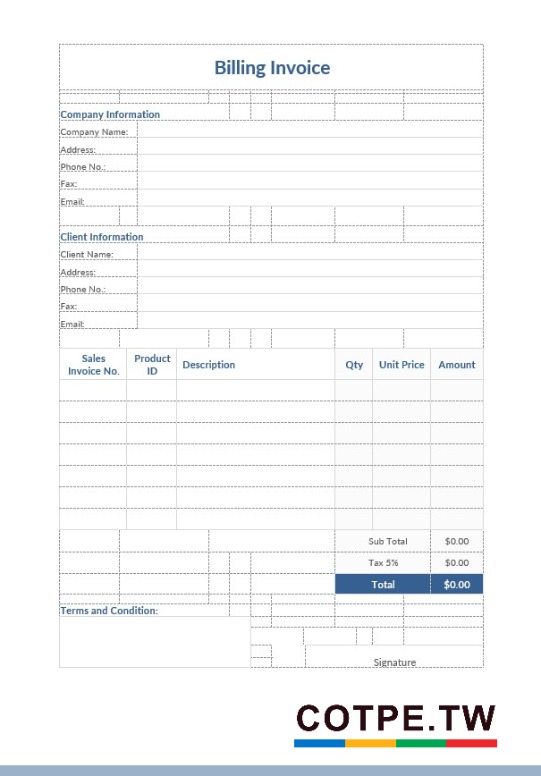 Billing Invoice
Company Information
Company Name:
Address:
Phone No.:
Fax:
Email:
Client Information
Client Name:
Address:
Phone No.:
Fax:
Email:
Sales Invoice No. Product ID Description Qty Unit Price Amount
Sub Total $0.00
Tax 5% $0.00
Total $0.00
Terms and Condition:
Signature
COTPE.TW